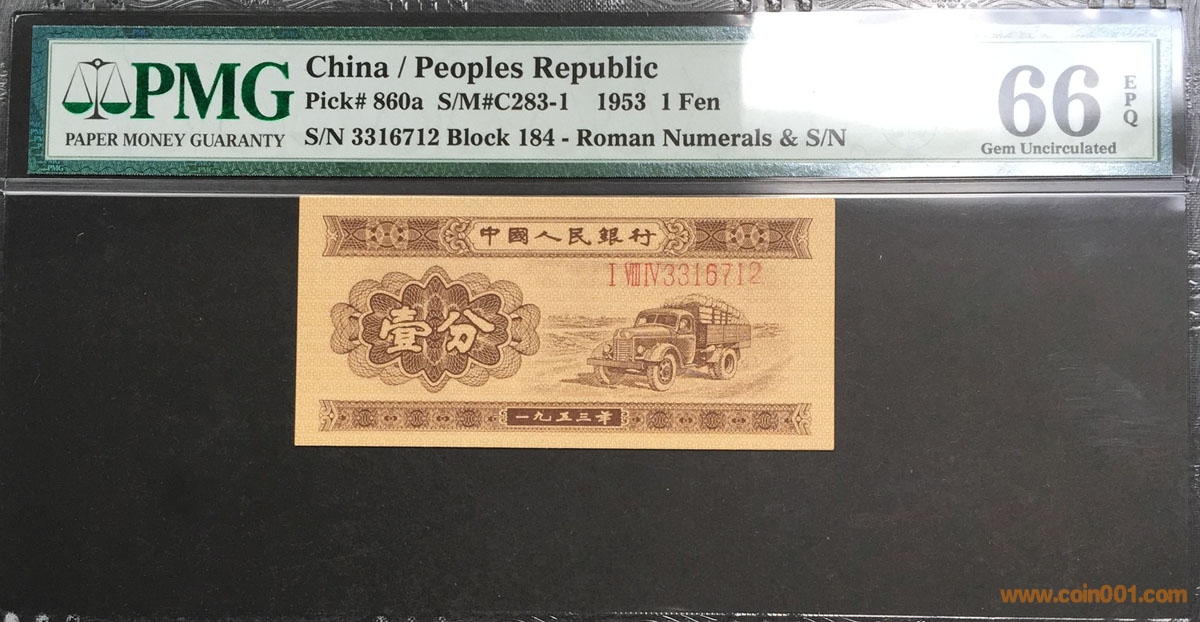 PMG
PAPER MONEY GUARANTY
China / Peoples Republic
Pick# 860a S/M#C283-1 1953 1 Fen
S/N 3316712 Block 184 - Roman Numerals & S/N
66
EPQ
Gem Uncirculated
中國人民銀行
I VIII IV 3316712
壹分
一九五三年
www.coin001.com